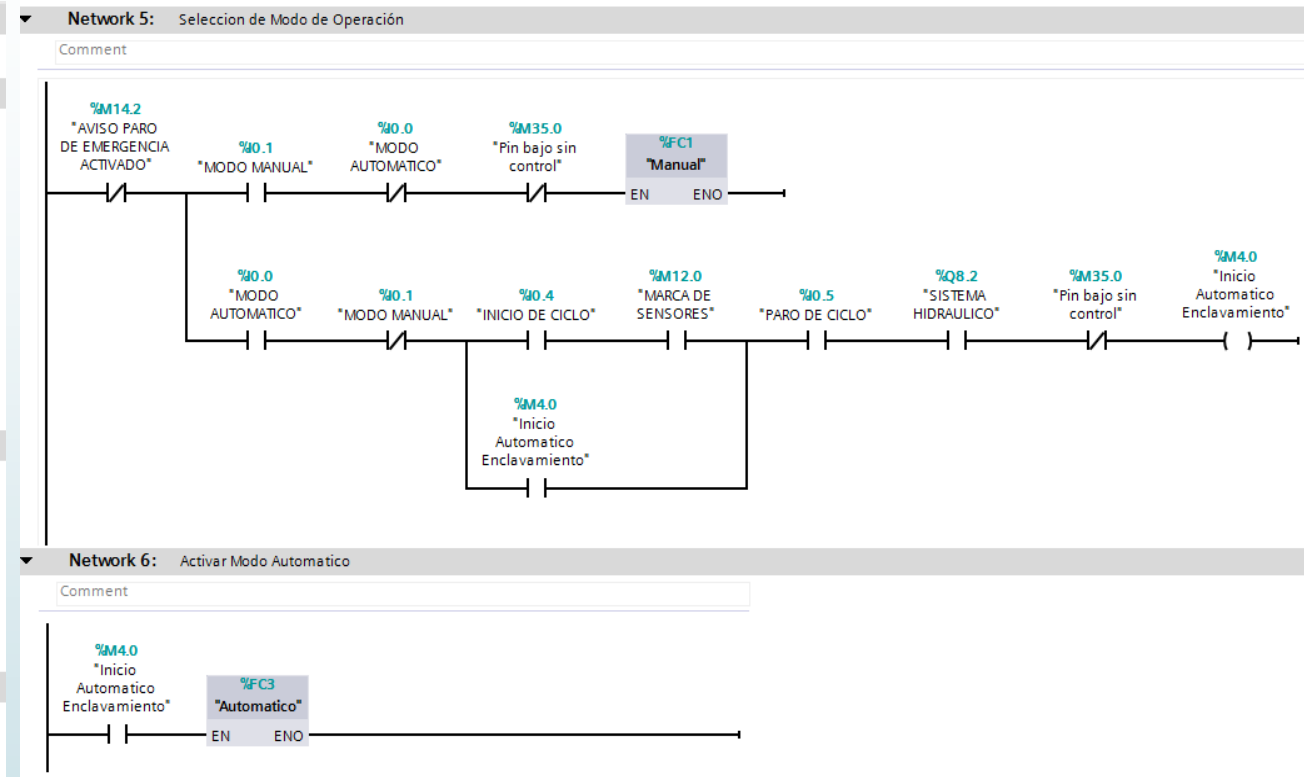 Network 5: Seleccion de Modo de Operación
Comment
%M14.2
"AVISO PARO
DE EMERGENCIA
ACTIVADO"
%I0.1
"MODO MANUAL"
%I0.0
"MODO
AUTOMATICO"
%M35.0
"Pin bajo sin
control"
%FC1
"Manual"
EN ENO
%I0.0
"MODO
AUTOMATICO"
%I0.1
"MODO MANUAL"
%I0.4
"INICIO DE CICLO"
%M12.0
"MARCA DE
SENSORES"
%I0.5
"PARO DE CICLO"
%Q8.2
"SISTEMA
HIDRAULICO"
%M35.0
"Pin bajo sin
control"
%M4.0
"Inicio
Automatico
Enclavamiento"
%M4.0
"Inicio
Automatico
Enclavamiento"
Network 6: Activar Modo Automatico
Comment
%M4.0
"Inicio
Automatico
Enclavamiento"
%FC3
"Automatico"
EN ENO